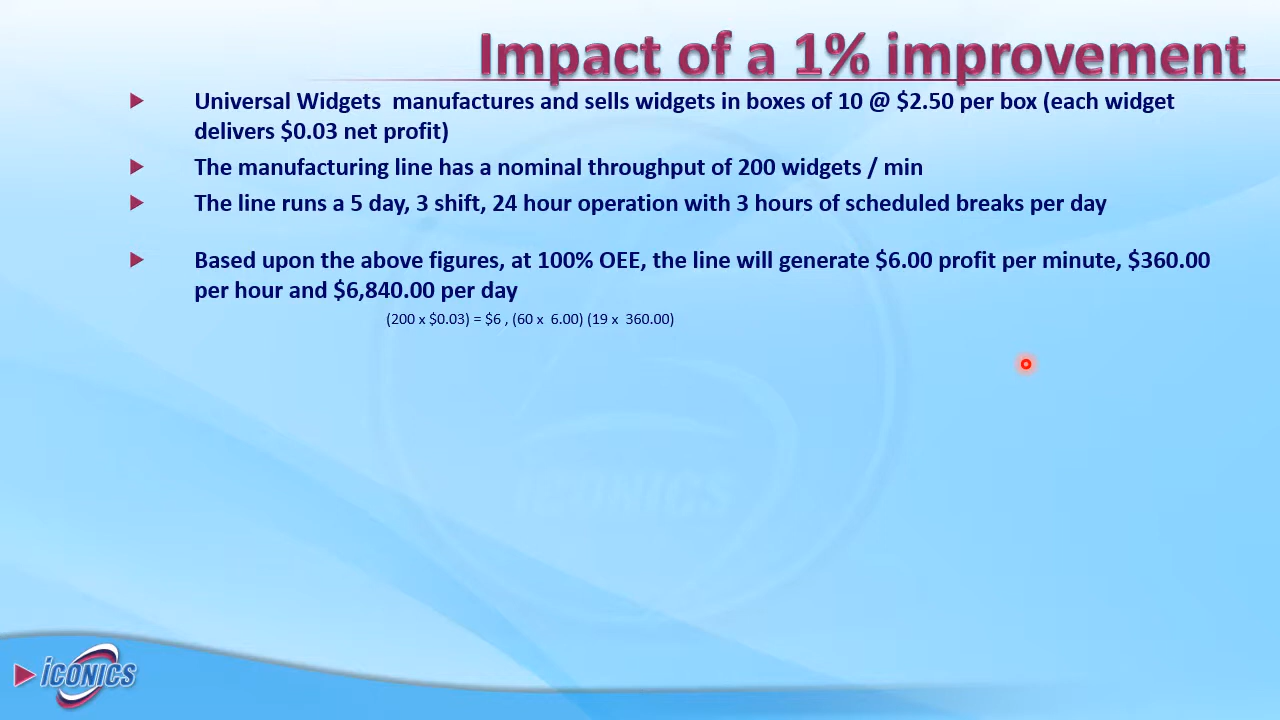 Impact of a 1% improvement
Universal Widgets  manufactures and sells widgets in boxes of 10 @ $2.50 per box (each widget
delivers $0.03 net profit)
The manufacturing line has a nominal throughput of 200 widgets / min
The line runs a 5 day, 3 shift, 24 hour operation with 3 hours of scheduled breaks per day
Based upon the above figures, at 100% OEE, the line will generate $6.00 profit per minute, $360.00
per hour and $6,840.00 per day
(200 x $0.03) = $6 , (60 x  6.00) (19 x  360.00)
ICONICS
ICONICS